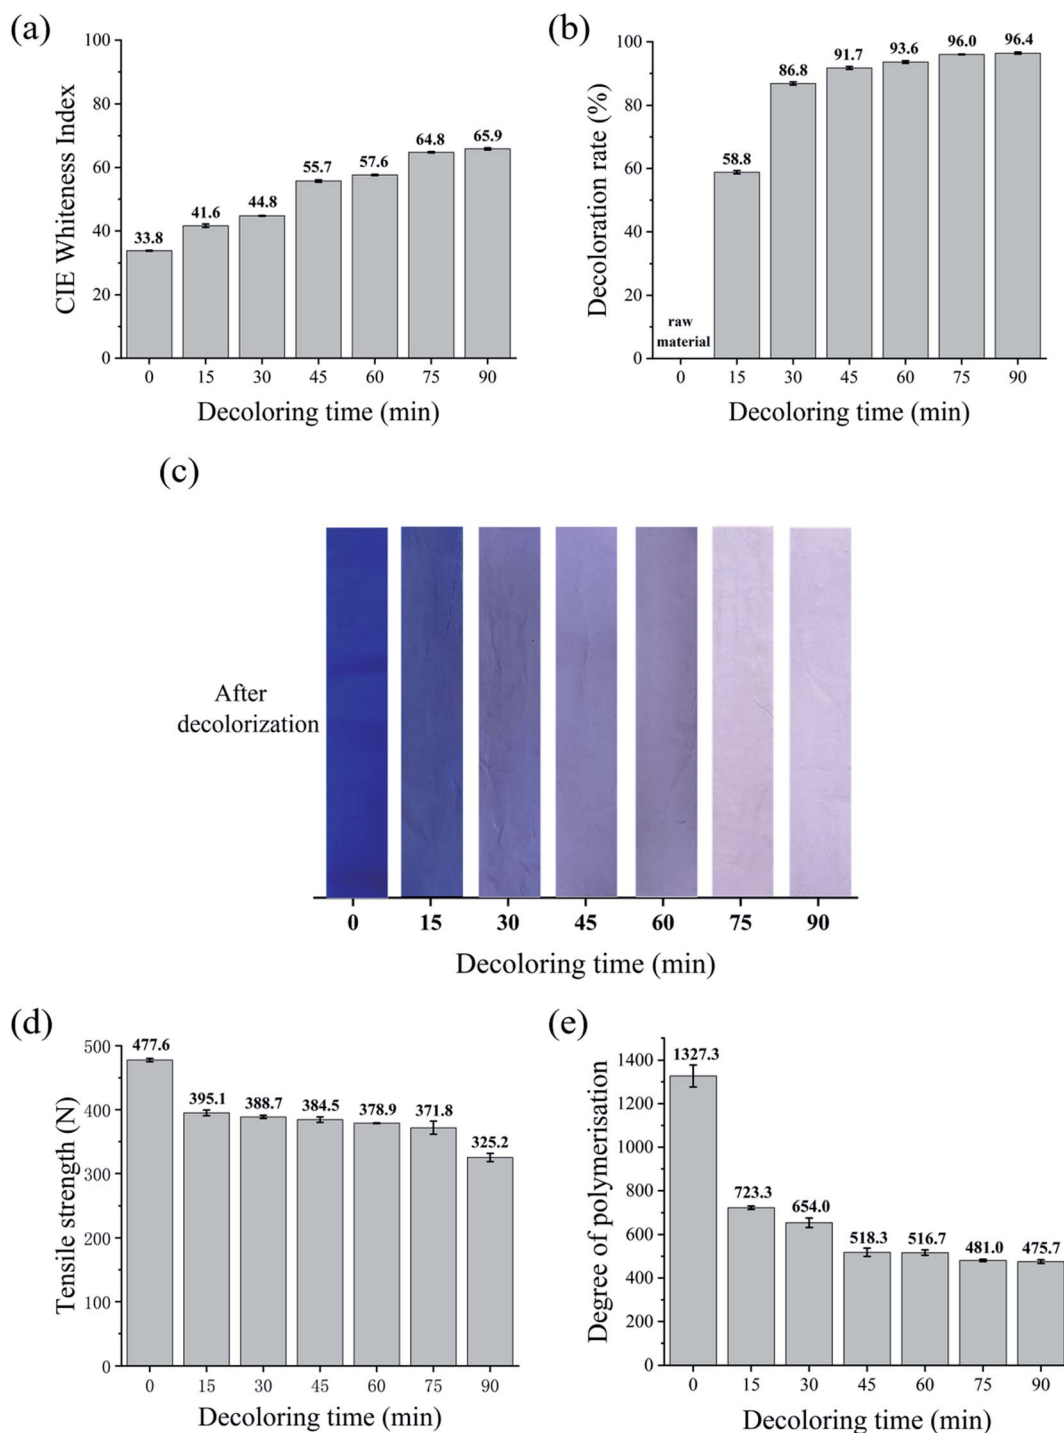 (a)
100
80
60
40
20
0
CIE Whiteness Index
33.8
41.6
44.8
55.7
57.6
64.8
65.9
0 15 30 45 60 75 90
Decoloring time (min)
(b)
100
80
60
40
20
0
Decoloration rate (%)
raw
material
58.8
86.8
91.7
93.6
96.0
96.4
0 15 30 45 60 75 90
Decoloring time (min)
(c)
After
decolorization
0 15 30 45 60 75 90
Decoloring time (min)
(d)
500
400
300
200
100
0
Tensile strength (N)
477.6
395.1
388.7
384.5
378.9
371.8
325.2
0 15 30 45 60 75 90
Decoloring time (min)
(e)
1400
1200
1000
800
600
400
200
0
Degree of polymerisation
1327.3
723.3
654.0
518.3
516.7
481.0
475.7
0 15 30 45 60 75 90
Decoloring time (min)